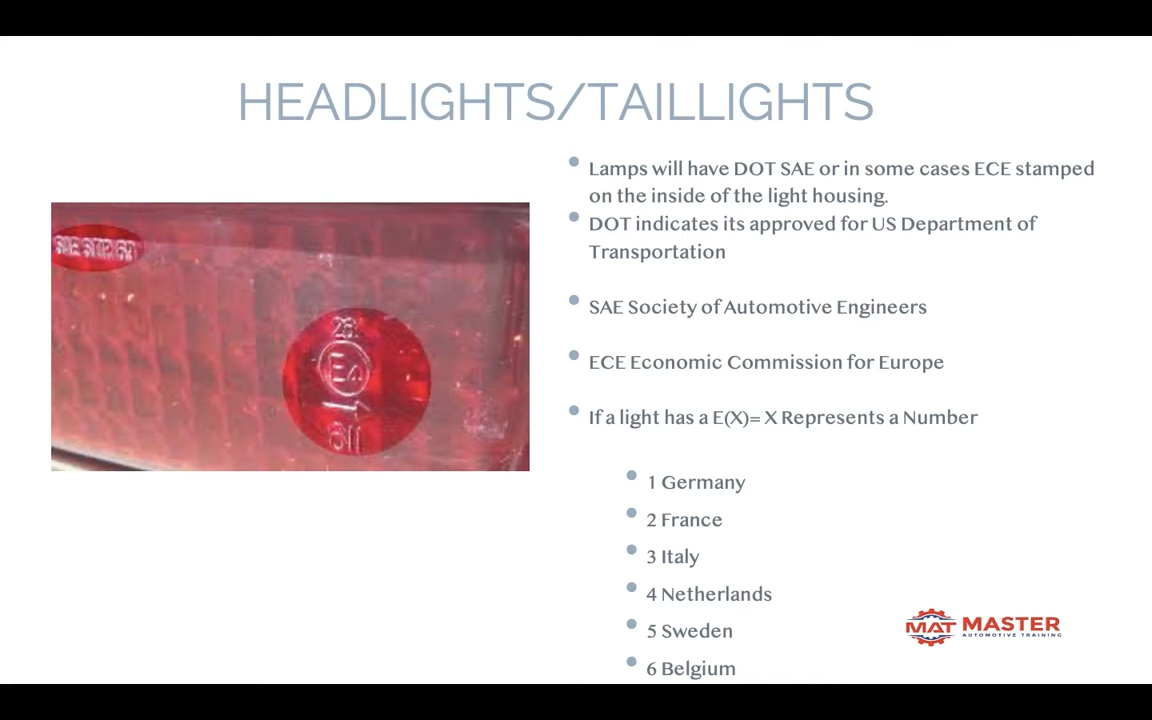 HEADLIGHTS/TAILLIGHTS
Lamps will have DOT SAE or in some cases ECE stamped
on the inside of the light housing.
DOT indicates its approved for US Department of
Transportation
SAE Society of Automotive Engineers
ECE Economic Commission for Europe
If a light has a E(X)= X Represents a Number
1 Germany
2 France
3 Italy
4 Netherlands
5 Sweden
6 Belgium
MAT MASTER
AUTOMOTIVE TRAINING
SAE